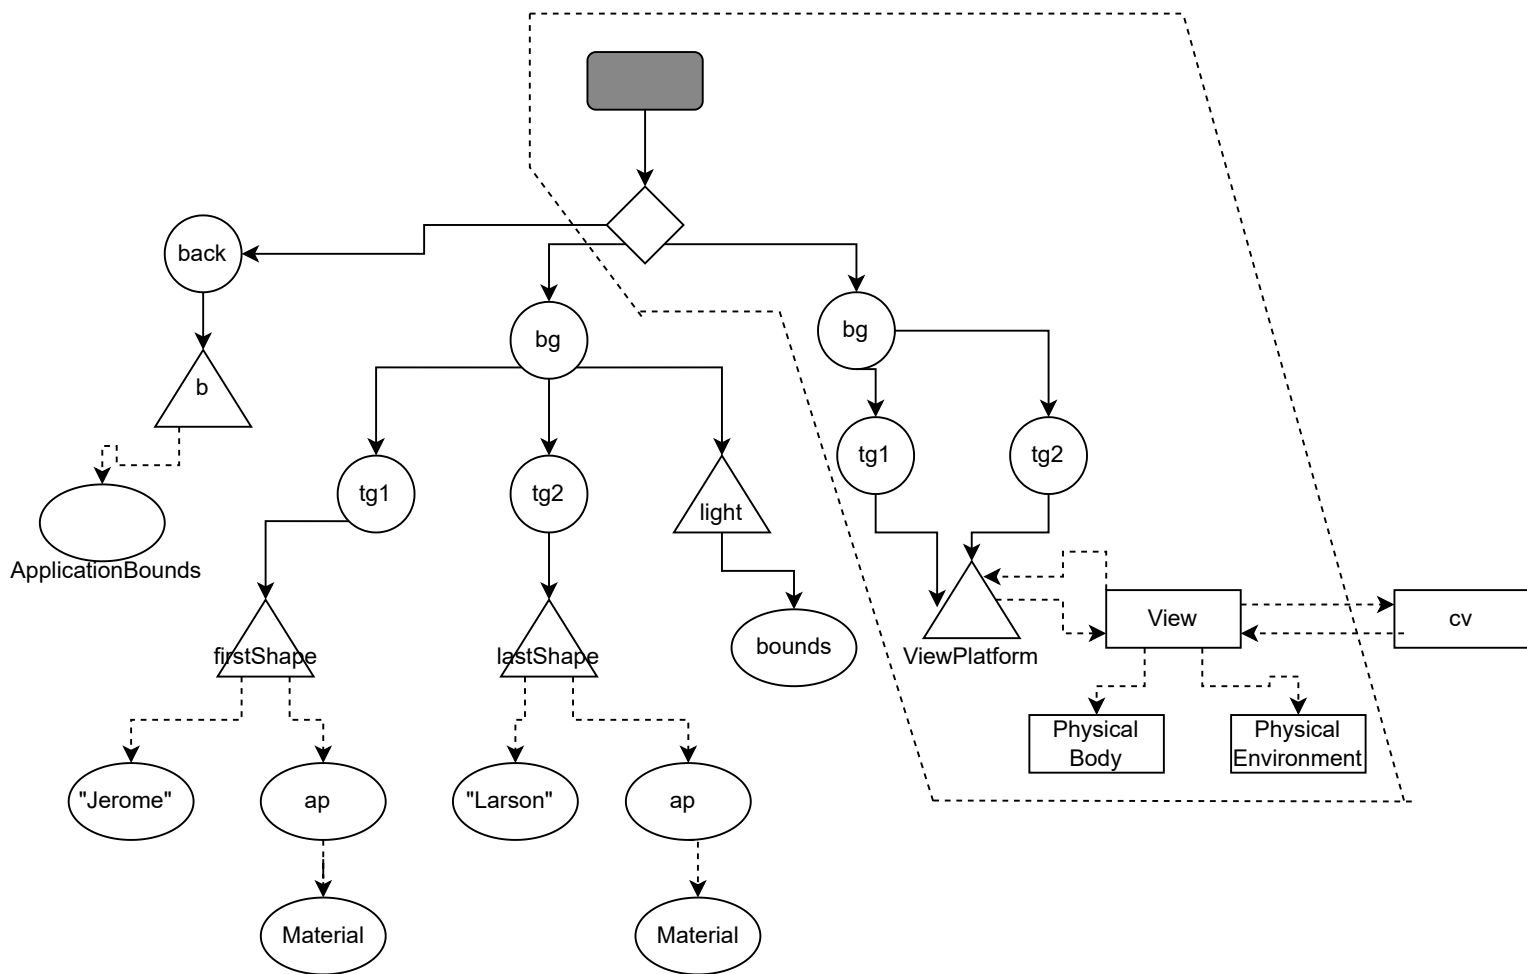 back
bg
bg
b
tg1
tg2
tg1
tg2
light
ApplicationBounds
View
cv
bounds
firstShape
lastShape
ViewPlatform
Physical
Body
Physical
Environment
"Jerome"
ap
"Larson"
ap
Material
Material